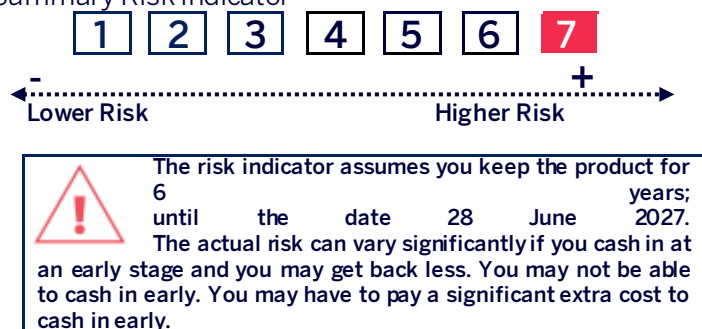 Summary Risk Indicator
1 2 3 4 5 6 7
- +
Lower Risk Higher Risk
! The risk indicator assumes you keep the product for
6 years;
until the date 28 June 2027.
The actual risk can vary significantly if you cash in at
an early stage and you may get back less. You may not be able
to cash in early. You may have to pay a significant extra cost to
cash in early.